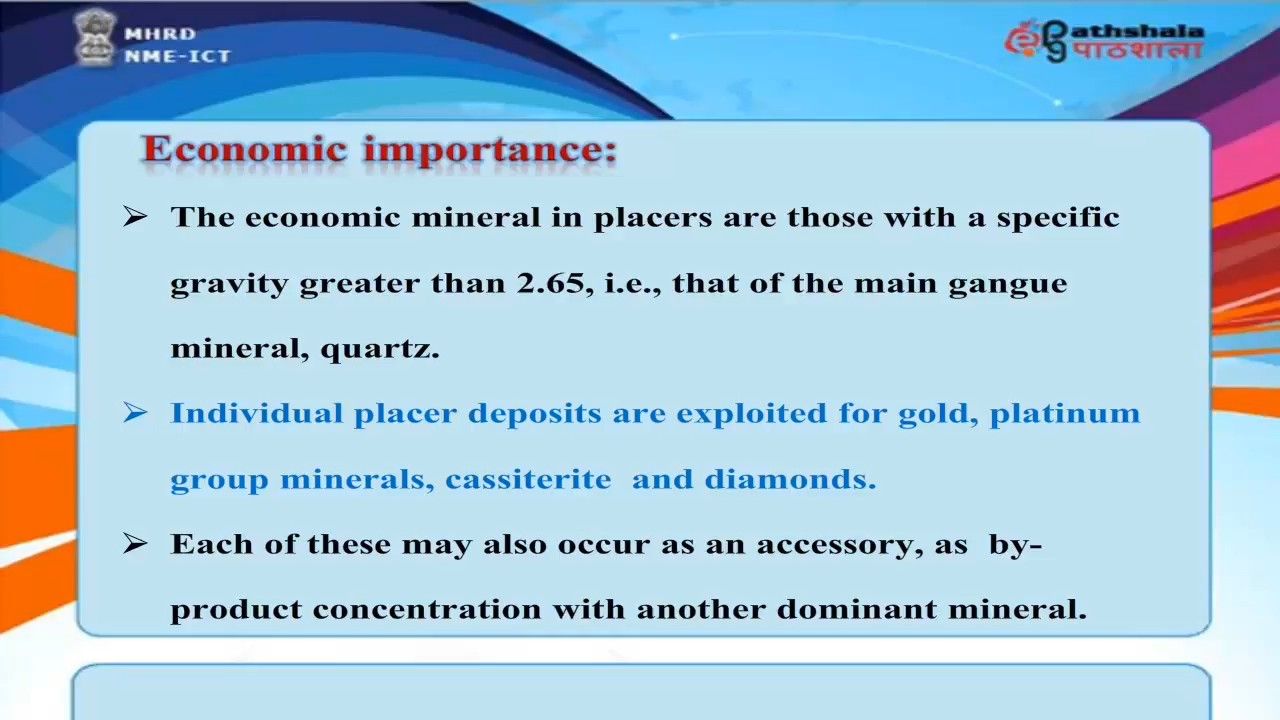 MHRD
NME-ICT
epg athshala
पाठशाला
Economic importance:
➢ The economic mineral in placers are those with a specific
gravity greater than 2.65, i.e., that of the main gangue
mineral, quartz.
➢ Individual placer deposits are exploited for gold, platinum
group minerals, cassiterite and diamonds.
➢ Each of these may also occur as an accessory, as by-
product concentration with another dominant mineral.